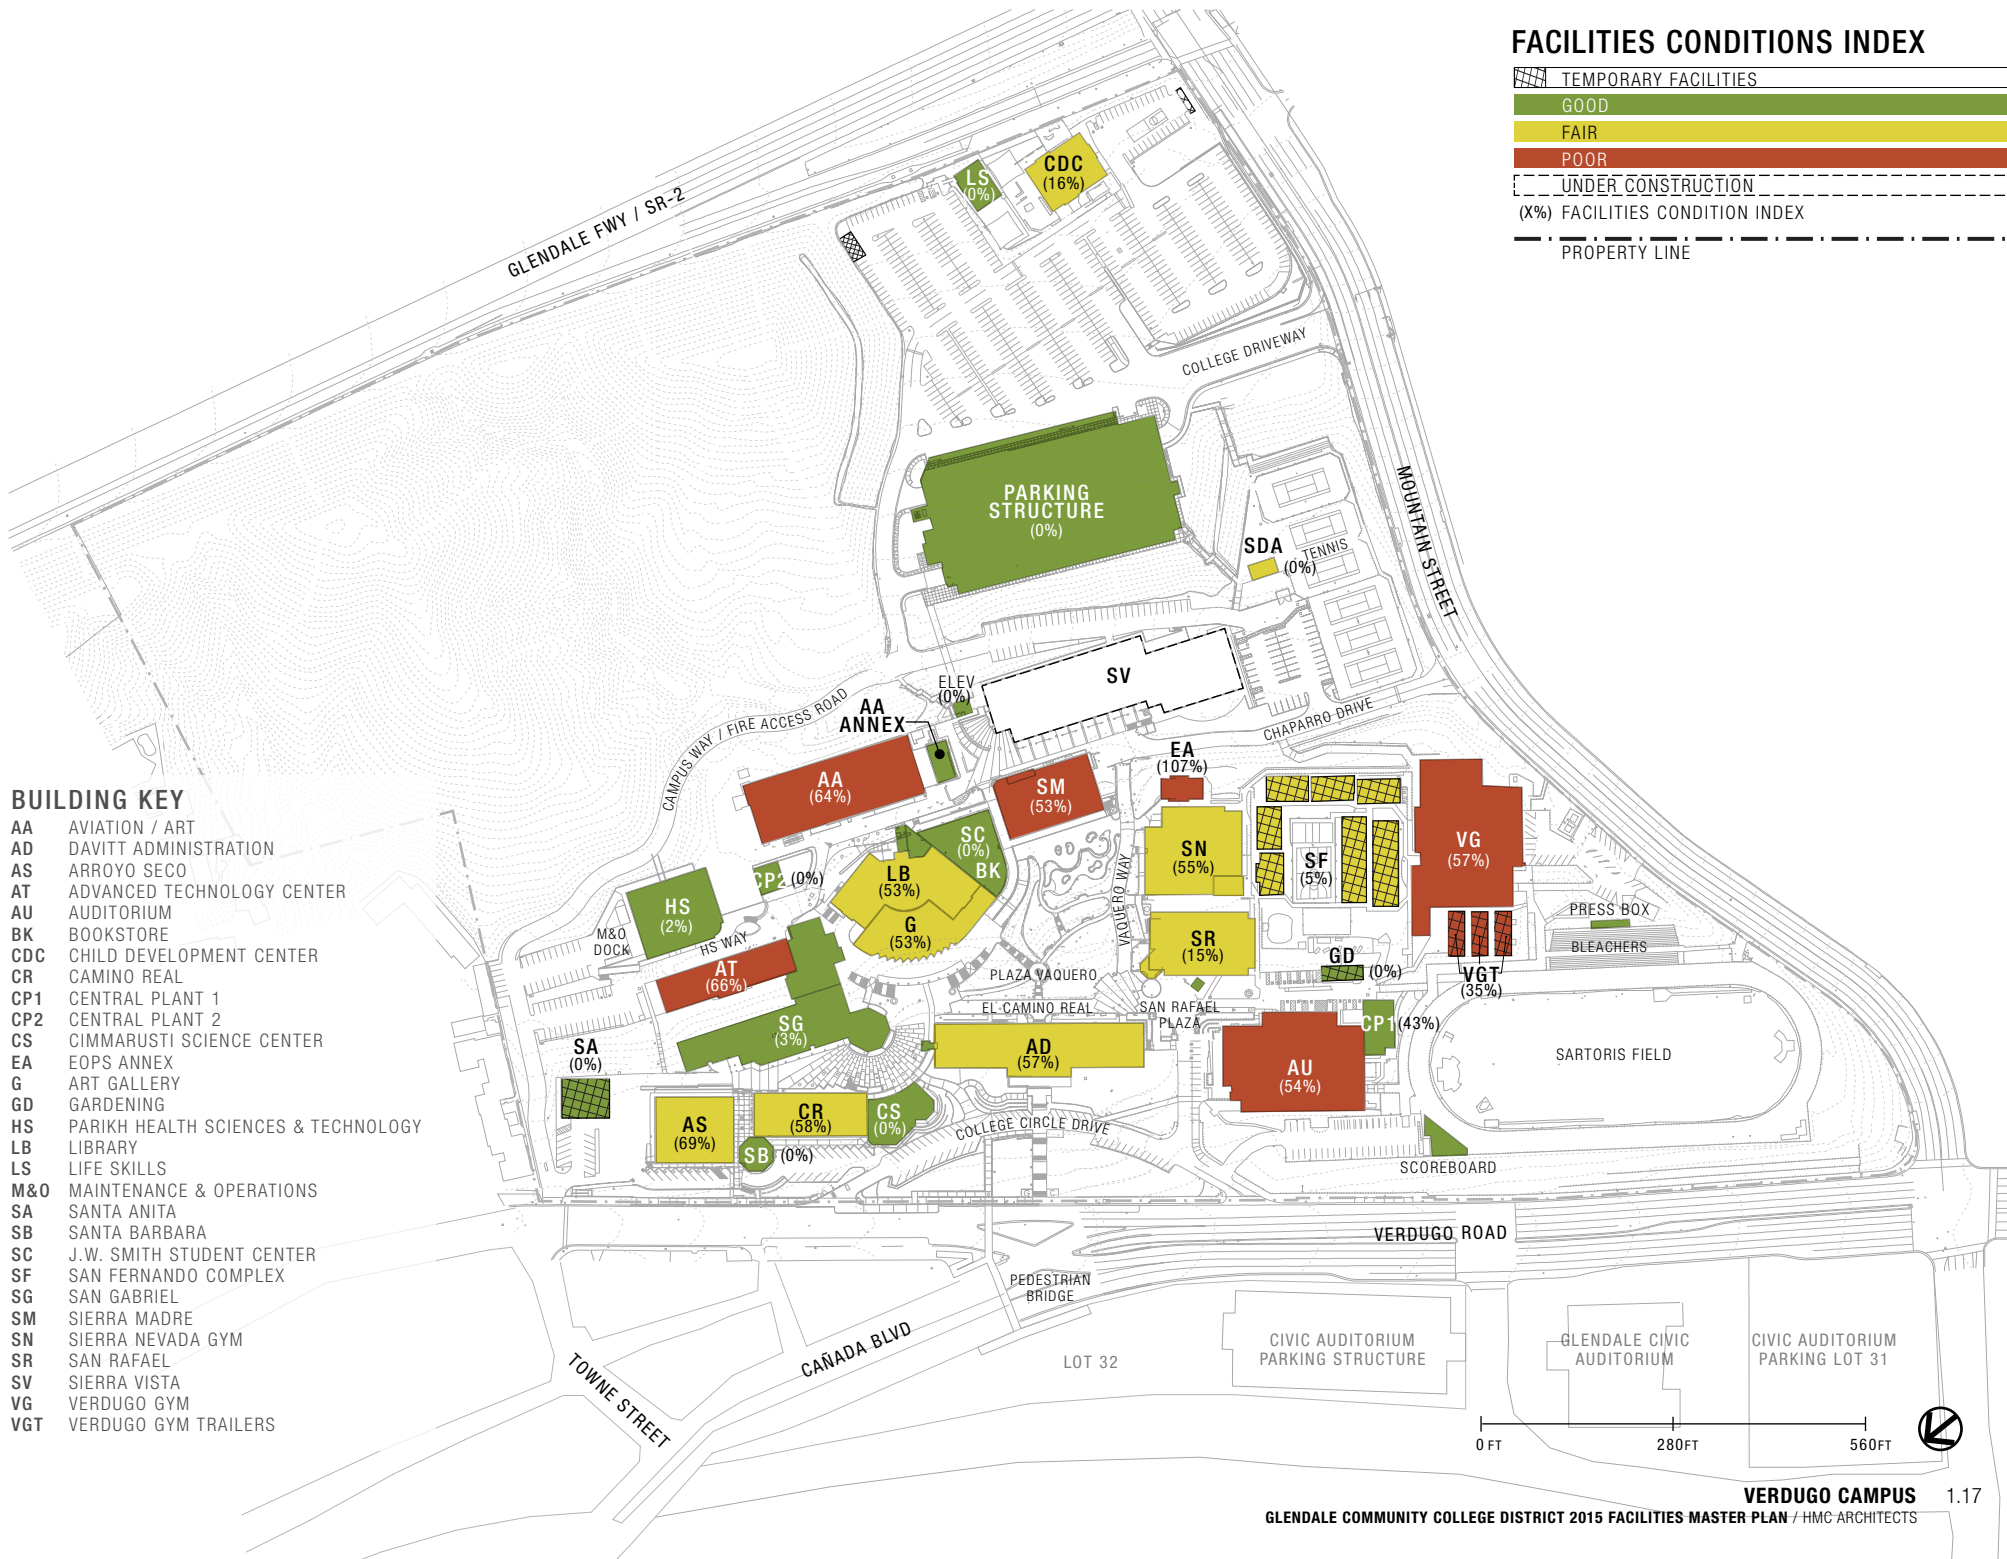 FACILITIES CONDITIONS INDEX
TEMPORARY FACILITIES
GOOD
FAIR
POOR
UNDER CONSTRUCTION
(X%) FACILITIES CONDITION INDEX
PROPERTY LINE
GLENDALE FWY / SR-2
LS
(0%)
CDC
(16%)
COLLEGE DRIVEWAY
MOUNTAIN STREET
PARKING
STRUCTURE
(0%)
SDA
(0%)
TENNIS
SV
ELEV
(0%)
AA
ANNEX
CAMPUS WAY / FIRE ACCESS ROAD
CHAPARRO DRIVE
EA
(107%)
AA
(64%)
SM
(53%)
SC
(0%)
BK
SN
(55%)
SF
(5%)
VG
(57%)
CP2 (0%)
LB
(53%)
G
(53%)
VAQUERO WAY
HS
(2%)
M&O
DOCK
HS WAY
AT
(66%)
SR
(15%)
PRESS BOX
BLEACHERS
GD
(0%)
VGT
(35%)
PLAZA VAQUERO
EL CAMINO REAL
SAN RAFAEL
PLAZA
SG
(3%)
CP1 (43%)
SA
(0%)
AD
(57%)
AU
(54%)
SARTORIS FIELD
AS
(69%)
CR
(58%)
CS
(0%)
SB (0%)
COLLEGE CIRCLE DRIVE
SCOREBOARD
BUILDING KEY
AA AVIATION / ART
AD DAVITT ADMINISTRATION
AS ARROYO SECO
AT ADVANCED TECHNOLOGY CENTER
AU AUDITORIUM
BK BOOKSTORE
CDC CHILD DEVELOPMENT CENTER
CR CAMINO REAL
CP1 CENTRAL PLANT 1
CP2 CENTRAL PLANT 2
CS CIMMARUSTI SCIENCE CENTER
EA EOPS ANNEX
G ART GALLERY
GD GARDENING
HS PARIKH HEALTH SCIENCES & TECHNOLOGY
LB LIBRARY
LS LIFE SKILLS
M&O MAINTENANCE & OPERATIONS
SA SANTA ANITA
SB SANTA BARBARA
SC J.W. SMITH STUDENT CENTER
SF SAN FERNANDO COMPLEX
SG SAN GABRIEL
SM SIERRA MADRE
SN SIERRA NEVADA GYM
SR SAN RAFAEL
SV SIERRA VISTA
VG VERDUGO GYM
VGT VERDUGO GYM TRAILERS
VERDUGO ROAD
PEDESTRIAN
BRIDGE
CAÑADA BLVD
TOWNE STREET
LOT 32
CIVIC AUDITORIUM
PARKING STRUCTURE
GLENDALE CIVIC
AUDITORIUM
CIVIC AUDITORIUM
PARKING LOT 31
0 FT 280FT 560FT
VERDUGO CAMPUS 1.17
GLENDALE COMMUNITY COLLEGE DISTRICT 2015 FACILITIES MASTER PLAN / HMC ARCHITECTS